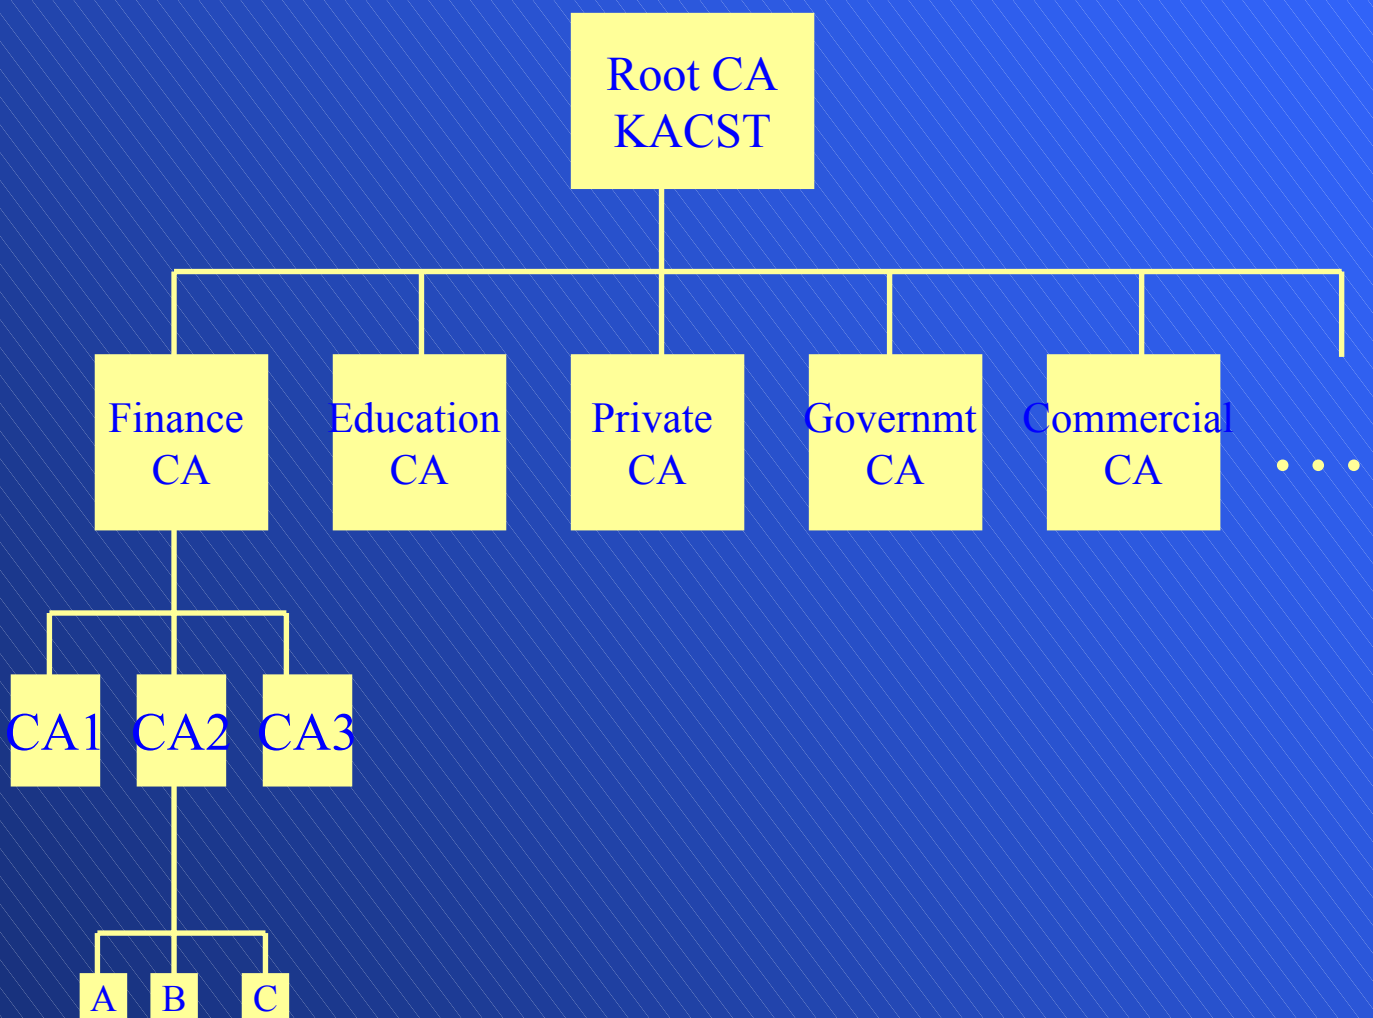 Root CA
KACST
Finance
CA
Education
CA
Private
CA
Governmt
CA
Commercial
CA
...
CA1
CA2
CA3
A
B
C